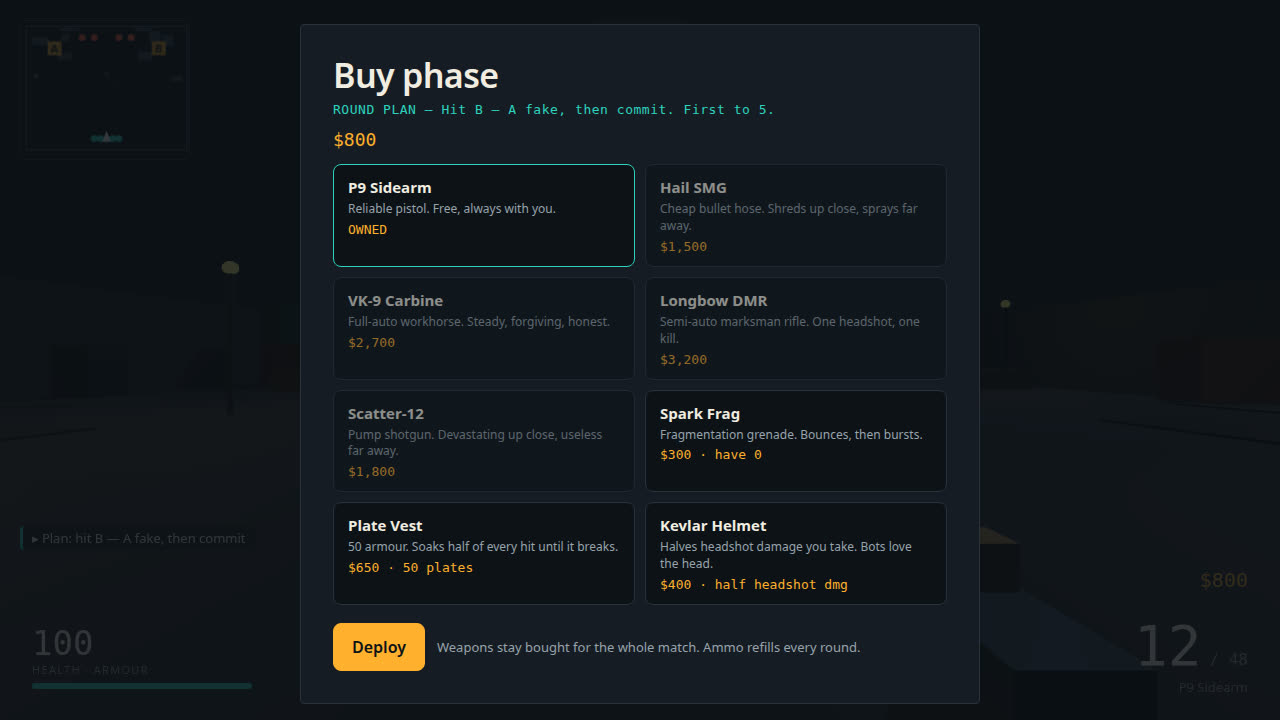 A
B
Buy phase
ROUND PLAN — Hit B — A fake, then commit. First to 5.
$800
P9 Sidearm
Reliable pistol. Free, always with you.
OWNED
Hail SMG
Cheap bullet hose. Shreds up close, sprays far
away.
$1,500
VK-9 Carbine
Full-auto workhorse. Steady, forgiving, honest.
$2,700
Longbow DMR
Semi-auto marksman rifle. One headshot, one
kill.
$3,200
Scatter-12
Pump shotgun. Devastating up close, useless
far away.
$1,800
Spark Frag
Fragmentation grenade. Bounces, then bursts.
$300 · have 0
Plate Vest
50 armour. Soaks half of every hit until it breaks.
$650 · 50 plates
Kevlar Helmet
Halves headshot damage you take. Bots love
the head.
$400 · half headshot dmg
Deploy
Weapons stay bought for the whole match. Ammo refills every round.
▸ Plan: hit B — A fake, then commit
100
HEALTH · ARMOUR
$800
12 / 48
P9 Sidearm